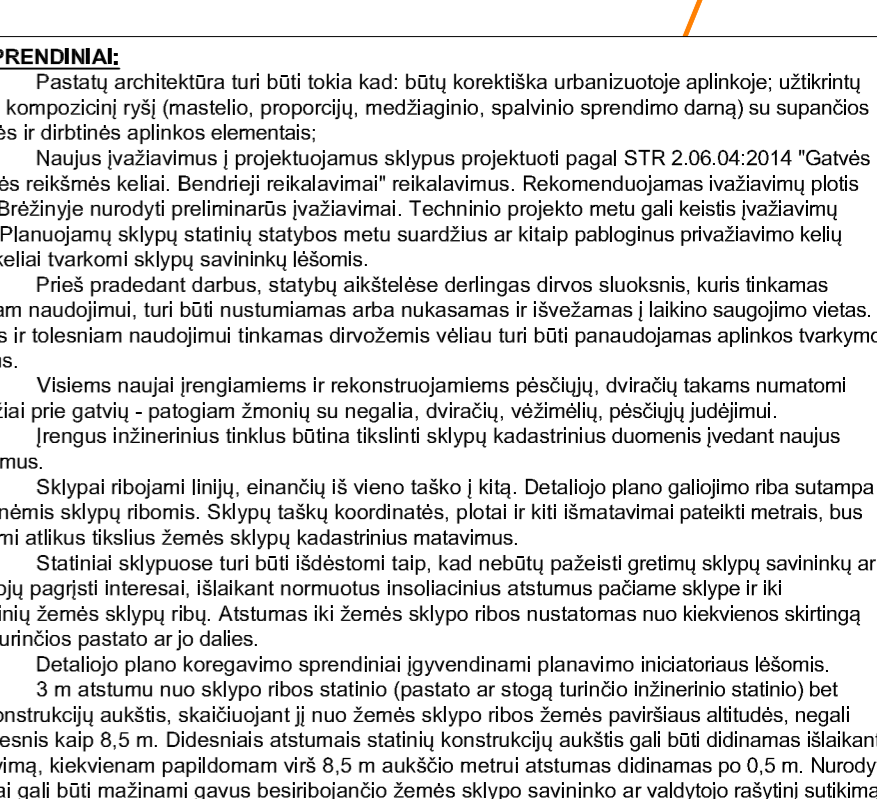 PRENDINIAI:
Pastatų architektūra turi būti tokia kad: būtų korektiška urbanizuotoje aplinkoje; užtikrintų
kompozicinį ryšį (mastelio, proporcijų, medžiaginio, spalvinio sprendimo darną) su supančios
ės ir dirbtinės aplinkos elementais;
Naujus įvažiavimus į projektuojamus sklypus projektuoti pagal STR 2.06.04:2014 "Gatvės
ės reikšmės keliai. Bendrieji reikalavimai" reikalavimus. Rekomenduojamas ivažiavimų plotis
Brėžinyje nurodyti preliminarūs įvažiavimai. Techninio projekto metu gali keistis įvažiavimų
Planuojamų sklypų statinių statybos metu suardžius ar kitaip pabloginus privažiavimo kelių
keliai tvarkomi sklypų savininkų lėšomis.
Prieš pradedant darbus, statybų aikštelėse derlingas dirvos sluoksnis, kuris tinkamas
am naudojimui, turi būti nustumiamas arba nukasamas ir išvežamas į laikino saugojimo vietas.
s ir tolesniam naudojimui tinkamas dirvožemis vėliau turi būti panaudojamas aplinkos tvarkymo
us.
Visiems naujai įrengiamiems ir rekonstruojamiems pėsčiųjų, dviračių takams numatomi
žiai prie gatvių - patogiam žmonių su negalia, dviračių, vėžimėlių, pėsčiųjų judėjimui.
Įrengus inžinerinius tinklus būtina tikslinti sklypų kadastrinius duomenis įvedant naujus
mus.
Sklypai ribojami linijų, einančių iš vieno taško į kitą. Detaliojo plano galiojimo riba sutampa
nėmis sklypų ribomis. Sklypų taškų koordinatės, plotai ir kiti išmatavimai pateikti metrais, bus
mi atlikus tikslius žemės sklypų kadastrinius matavimus.
Statiniai sklypuose turi būti išdėstomi taip, kad nebūtų pažeisti gretimų sklypų savininkų ar
ojų pagrįsti interesai, išlaikant normuotus insoliacinius atstumus pačiame sklype ir iki
inių žemės sklypų ribų. Atstumas iki žemės sklypo ribos nustatomas nuo kiekvienos skirtingą
turinčios pastato ar jo dalies.
Detaliojo plano koregavimo sprendiniai įgyvendinami planavimo iniciatoriaus lėšomis.
3 m atstumu nuo sklypo ribos statinio (pastato ar stogą turinčio inžinerinio statinio) bet
onstrukcijų aukštis, skaičiuojant jį nuo žemės sklypo ribos žemės paviršiaus altitudės, negali
esnis kaip 8,5 m. Didesniais atstumais statinių konstrukcijų aukštis gali būti didinamas išlaikant
vimą, kiekvienam papildomam virš 8,5 m aukščio metrui atstumas didinamas po 0,5 m. Nurody
ai gali būti mažinami gavus besiribojančio žemės sklypo savininko ar valdytojo rašytinį sutikima